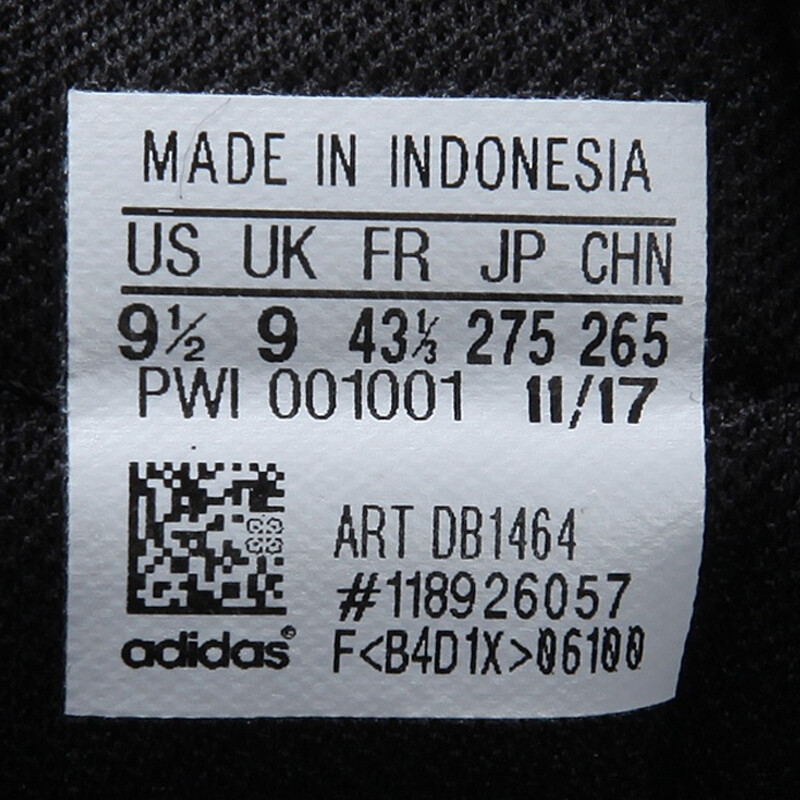 MADE IN INDONESIA
US UK FR JP CHN
9½ 9 43⅓ 275 265
PWI 001001 11/17
ART DB1464
#118926057
adidas® F<B4D1X>06100